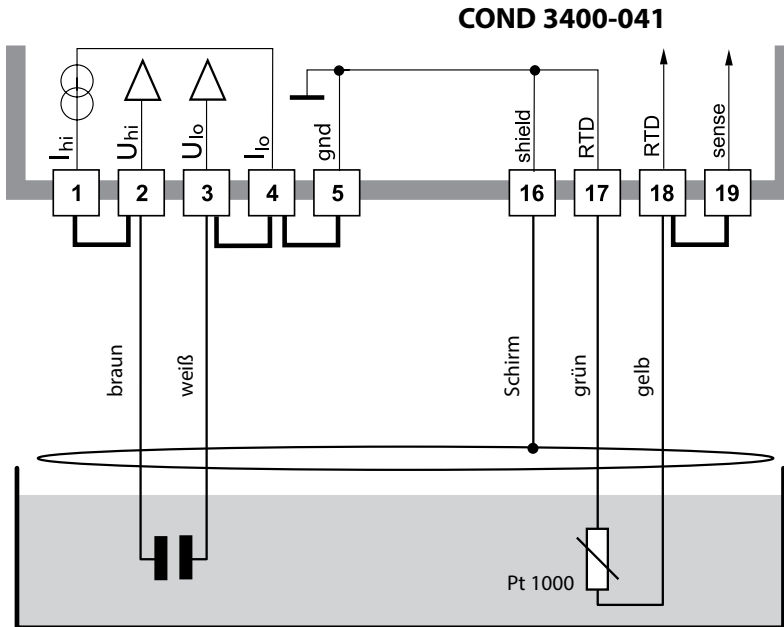 COND 3400-041
Ihi
Uhi
Ulo
Ilo
gnd
shield
RTD
RTD
sense
1
2
3
4
5
16
17
18
19
braun
weiß
Schirm
grün
gelb
Pt 1000